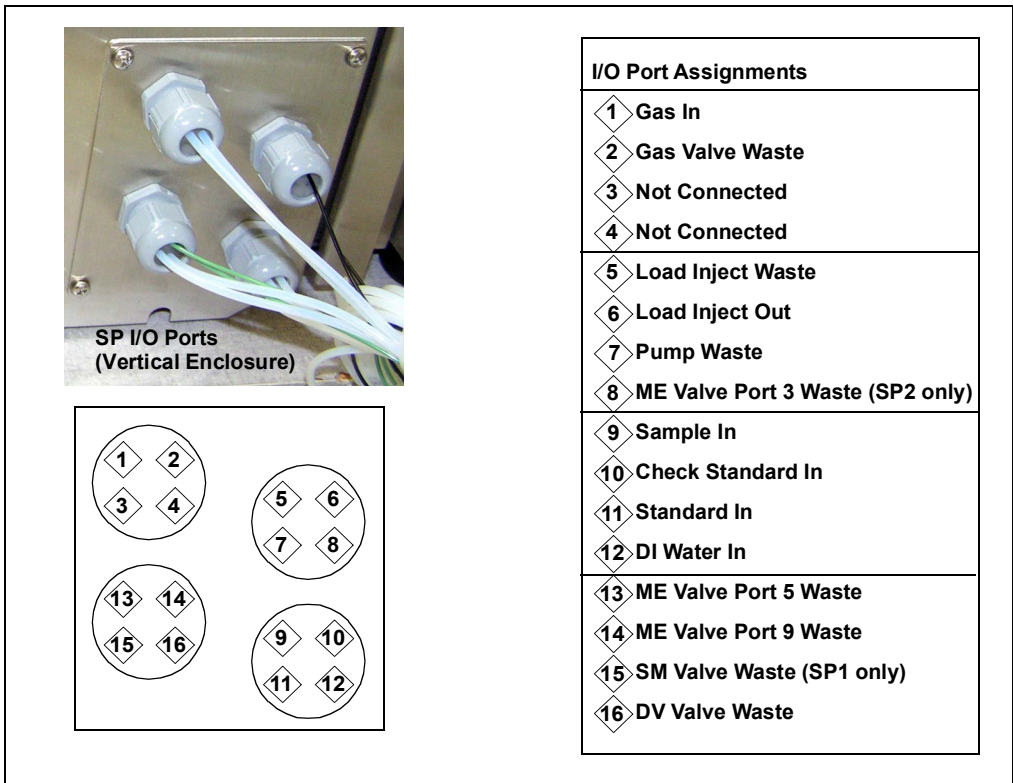 SP I/O Ports
(Vertical Enclosure)
1 2
3 4
5 6
7 8
13 14
15 16
9 10
11 12
I/O Port Assignments
1 Gas In
2 Gas Valve Waste
3 Not Connected
4 Not Connected
5 Load Inject Waste
6 Load Inject Out
7 Pump Waste
8 ME Valve Port 3 Waste (SP2 only)
9 Sample In
10 Check Standard In
11 Standard In
12 DI Water In
13 ME Valve Port 5 Waste
14 ME Valve Port 9 Waste
15 SM Valve Waste (SP1 only)
16 DV Valve Waste